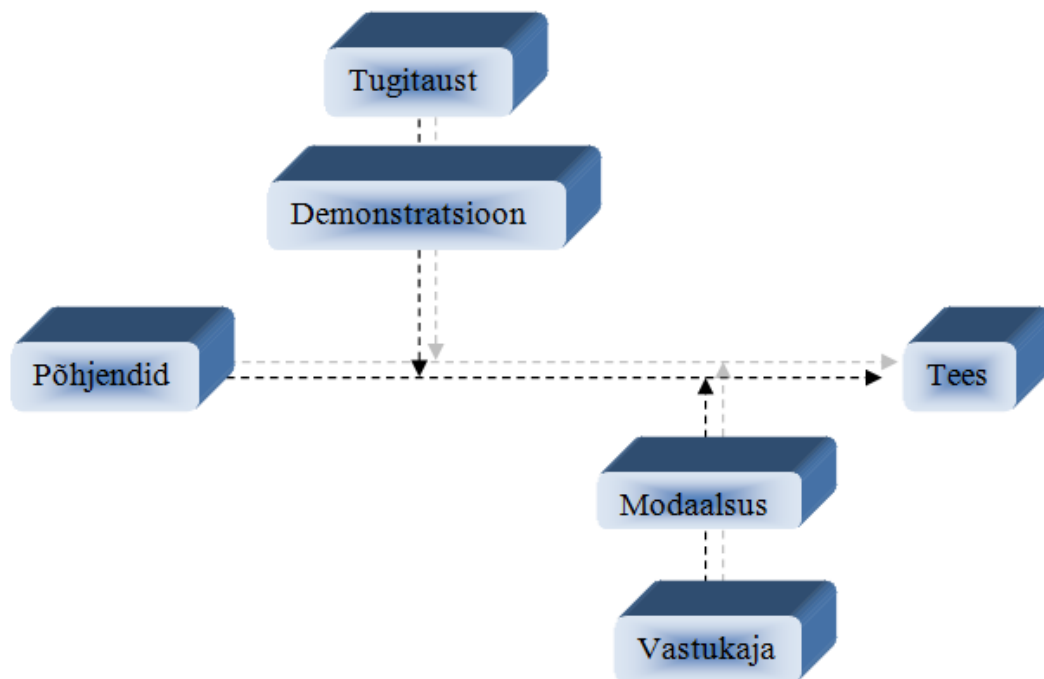 Tugitaust
Demonstratsioon
Põhjendid
Tees
Modaalsus
Vastukaja